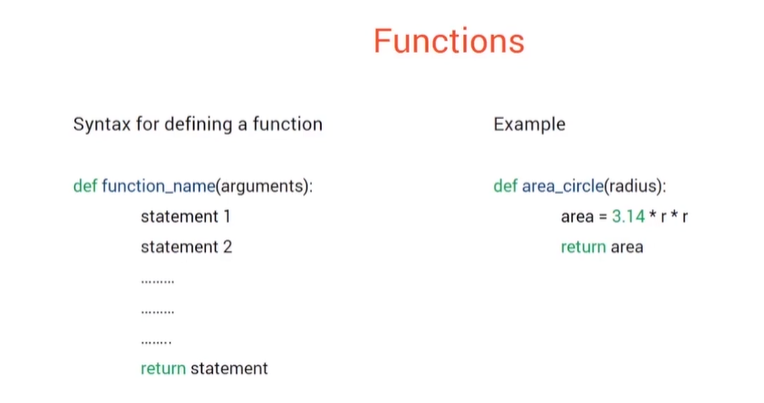 Functions
Syntax for defining a function
def function_name(arguments):
statement 1
statement 2
.........
.........
........
return statement
Example
def area_circle(radius):
area = 3.14 * r * r
return area